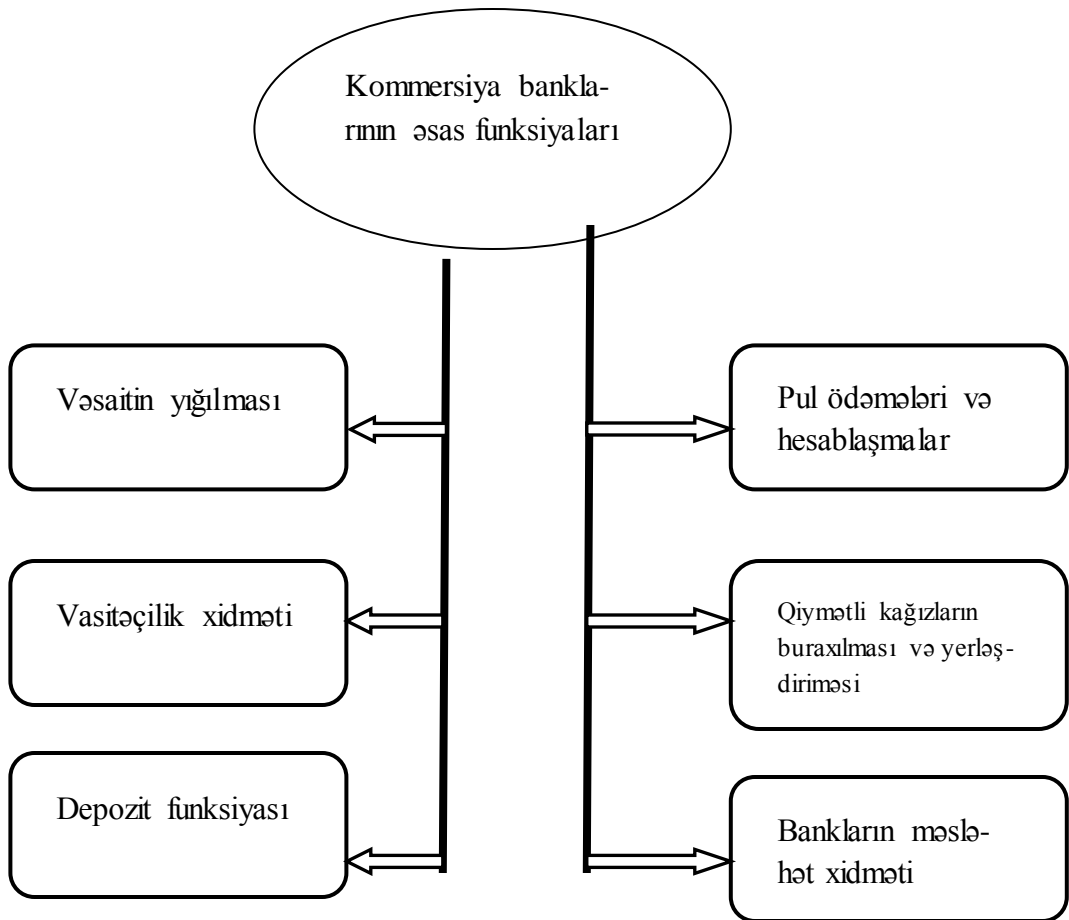 Kommersiya bankla-
rının əsas funksiyaları
Vəsaitin yığılması
Vasitəçilik xidməti
Depozit funksiyası
Pul ödəmələri və
hesablaşmalar
Qiymətli kağızların
buraxılması və yerləş-
diriməsi
Bankların məslə-
hət xidməti